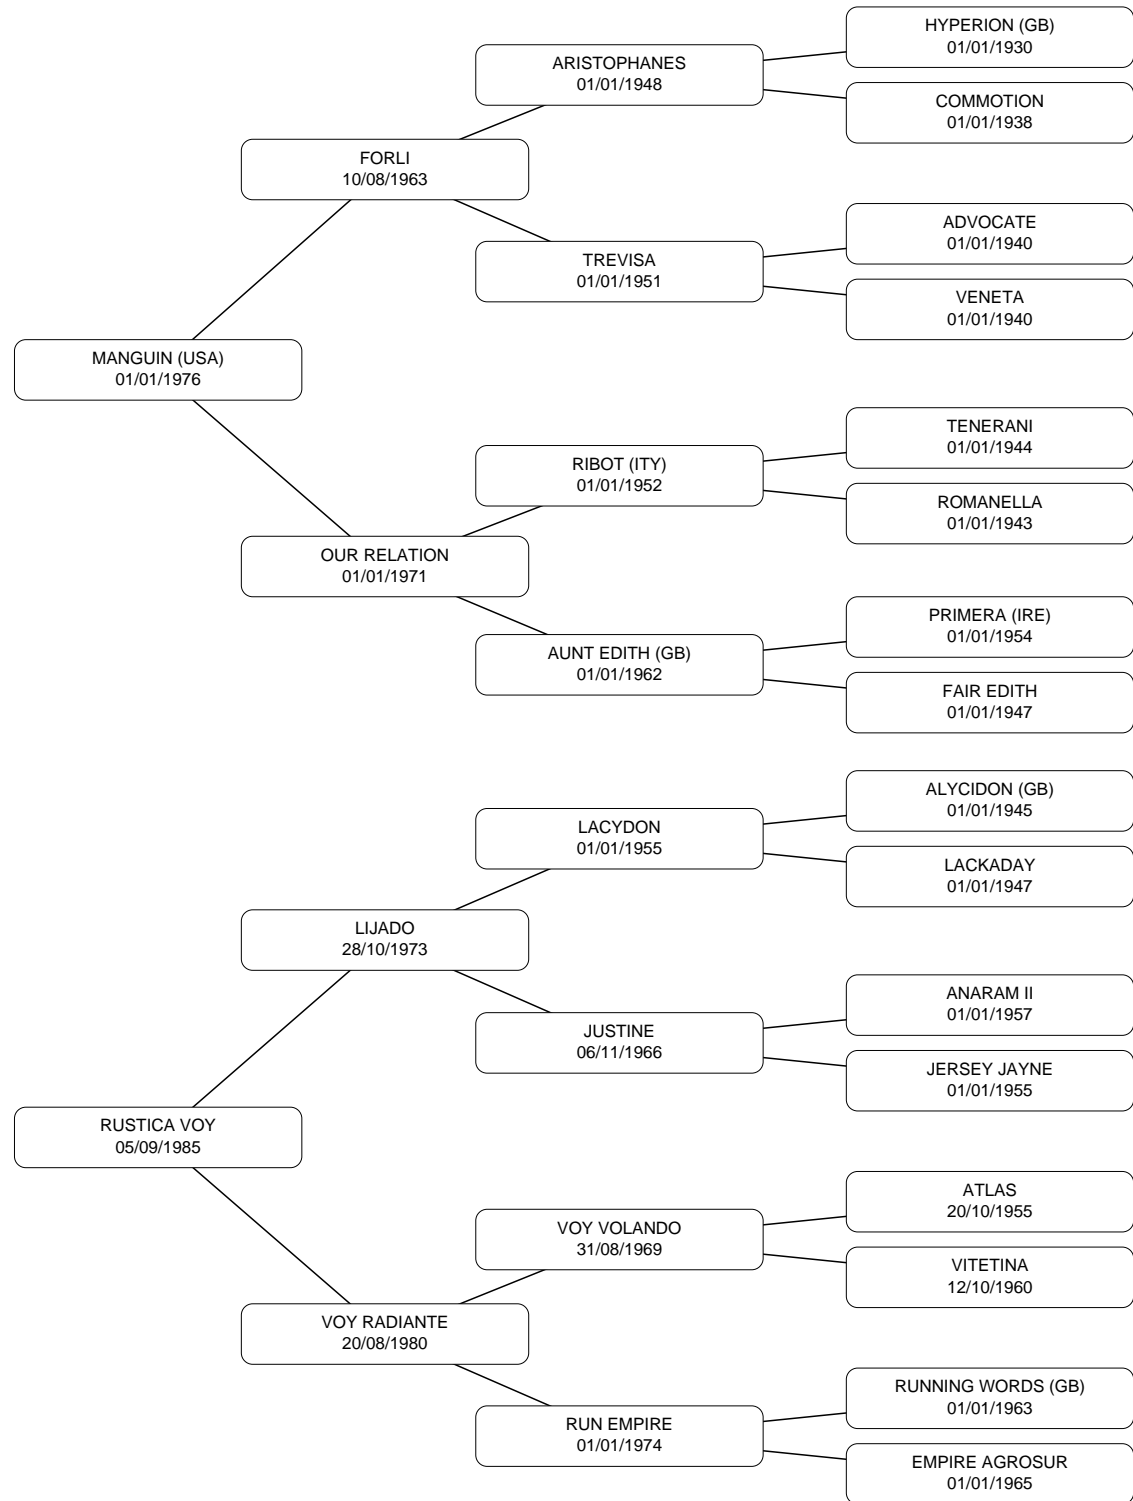 HYPERION (GB)
01/01/1930
ARISTOPHANES
01/01/1948
COMMOTION
01/01/1938
FORLI
10/08/1963
ADVOCATE
01/01/1940
TREVISA
01/01/1951
VENETA
01/01/1940
MANGUIN (USA)
01/01/1976
TENERANI
01/01/1944
RIBOT (ITY)
01/01/1952
ROMANELLA
01/01/1943
OUR RELATION
01/01/1971
PRIMERA (IRE)
01/01/1954
AUNT EDITH (GB)
01/01/1962
FAIR EDITH
01/01/1947
ALYCIDON (GB)
01/01/1945
LACYDON
01/01/1955
LACKADAY
01/01/1947
LIJADO
28/10/1973
ANARAM II
01/01/1957
JUSTINE
06/11/1966
JERSEY JAYNE
01/01/1955
RUSTICA VOY
05/09/1985
ATLAS
20/10/1955
VOY VOLANDO
31/08/1969
VITETINA
12/10/1960
VOY RADIANTE
20/08/1980
RUNNING WORDS (GB)
01/01/1963
RUN EMPIRE
01/01/1974
EMPIRE AGROSUR
01/01/1965